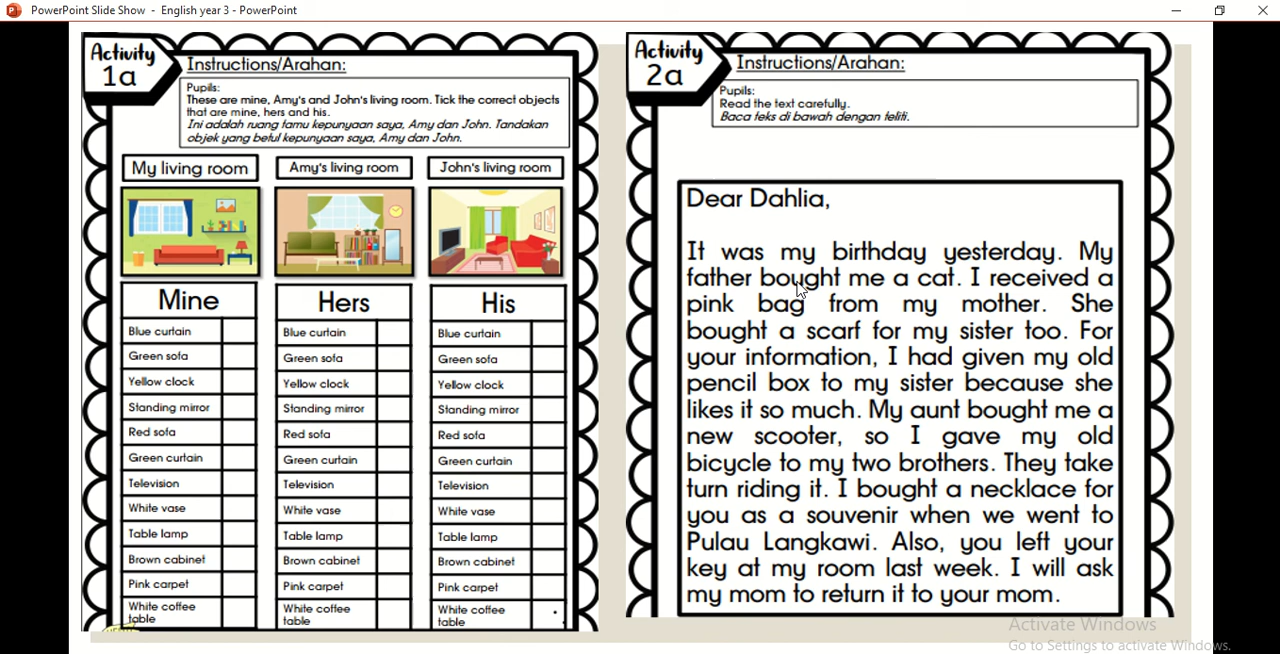 PowerPoint Slide Show - English year 3 - PowerPoint
Activity
1a
Instructions/Arahan:
Pupils:
These are mine, Amy's and John's living room. Tick the correct objects
that are mine, hers and his.
Ini adalah ruang tamu kepunyaan saya, Amy dan John. Tandakan
objek yang betul kepunyaan saya, Amy dan John.
My living room
Amy's living room
John's living room
Mine
Blue curtain
Green sofa
Yellow clock
Standing mirror
Red sofa
Green curtain
Television
White vase
Table lamp
Brown cabinet
Pink carpet
White coffee
table
Hers
Blue curtain
Green sofa
Yellow clock
Standing mirror
Red sofa
Green curtain
Television
White vase
Table lamp
Brown cabinet
Pink carpet
White coffee
table
His
Blue curtain
Green sofa
Yellow clock
Standing mirror
Red sofa
Green curtain
Television
White vase
Table lamp
Brown cabinet
Pink carpet
White coffee
table
Activity
2a
Instructions/Arahan:
Pupils:
Read the text carefully.
Baca teks di bawah dengan teliti.
Dear Dahlia,
It was my birthday yesterday. My
father bought me a cat. I received a
pink bag from my mother. She
bought a scarf for my sister too. For
your information, I had given my old
pencil box to my sister because she
likes it so much. My aunt bought me a
new scooter, so I gave my old
bicycle to my two brothers. They take
turn riding it. I bought a necklace for
you as a souvenir when we went to
Pulau Langkawi. Also, you left your
key at my room last week. I will ask
my mom to return it to your mom.
Activate Windows
Go to Settings to activate Windows.